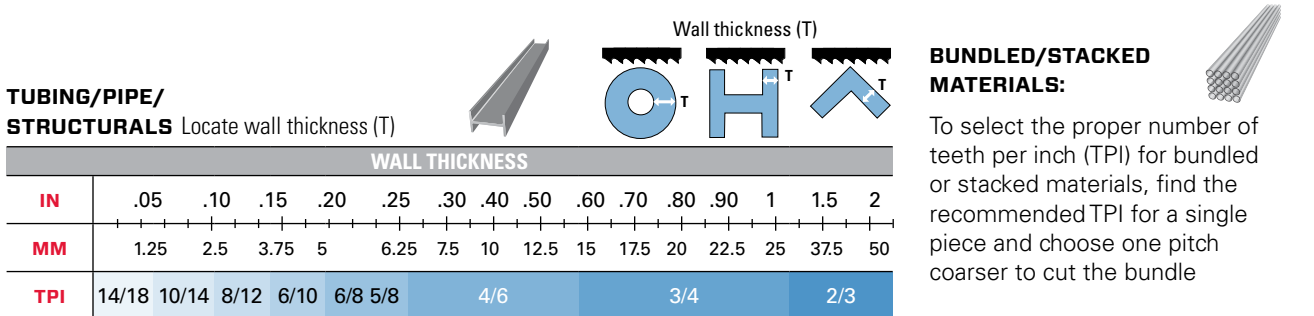 Wall thickness (T)
T
T
T
TUBING/PIPE/
STRUCTURALS Locate wall thickness (T)
WALL THICKNESS
IN .05 .10 .15 .20 .25 .30 .40 .50 .60 .70 .80 .90 1 1.5 2
MM 1.25 2.5 3.75 5 6.25 7.5 10 12.5 15 17.5 20 22.5 25 37.5 50
TPI 14/18 10/14 8/12 6/10 6/8 5/8 4/6 3/4 2/3
BUNDLED/STACKED
MATERIALS:
To select the proper number of
teeth per inch (TPI) for bundled
or stacked materials, find the
recommended TPI for a single
piece and choose one pitch
coarser to cut the bundle